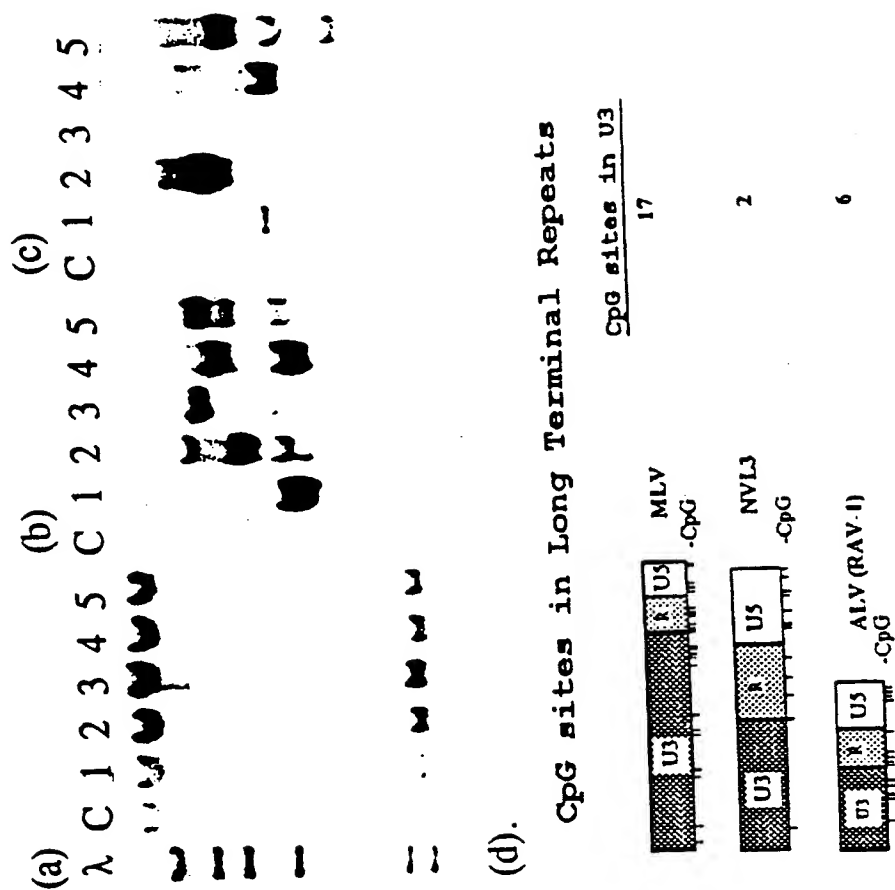 (a)
λ C 1 2 3 4 5
(b)
C 1 2 3 4 5
(c)
C 1 2 3 4 5
(d).
CpG sites in Long Terminal Repeats
CpG sites in U3
U3 R U5 MLV
-CpG
17
U3 R U5 NVL3
-CpG
2
U3 R U5 ALV (RAV-1)
-CpG
6